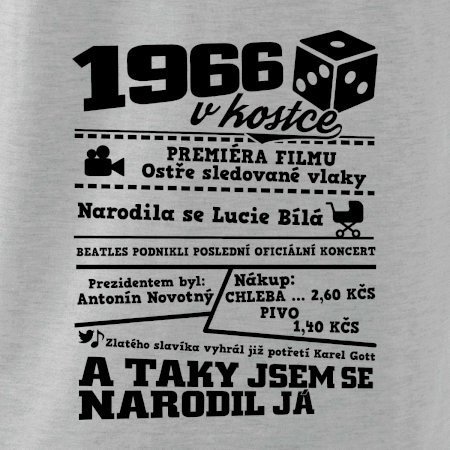 1966
v kostce
PREMIÉRA FILMU
Ostře sledované vlaky
Narodila se Lucie Bílá
BEATLES PODNIKLI POSLEDNÍ OFICIÁLNÍ KONCERT
Prezidentem byl:
Antonín Novotný
Nákup:
CHLEBA ... 2,60 KČS
PIVO
1,40 KČS
Zlatého slavíka vyhrál již potřetí Karel Gott
A TAKY JSEM SE
NARODIL JÁ